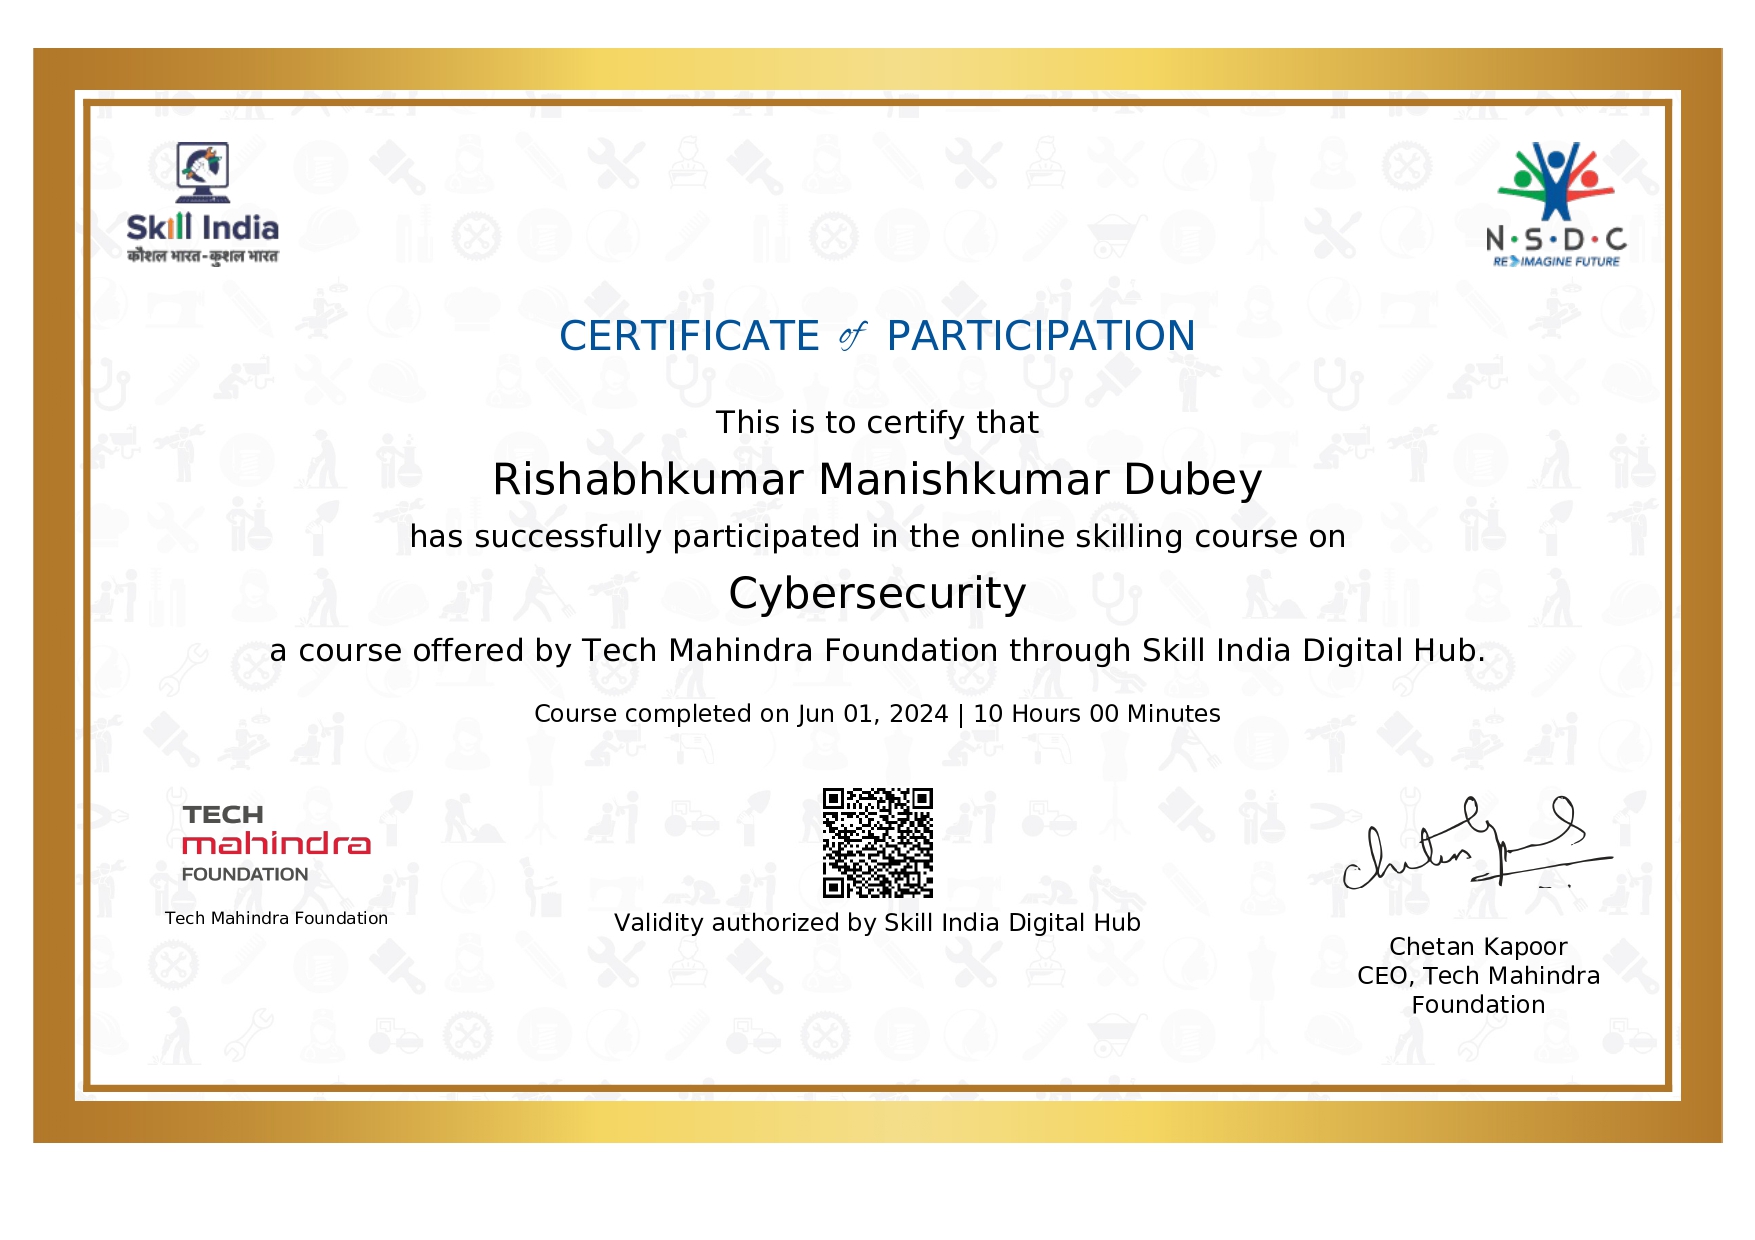 Skill India
कौशल भारत-कुशल भारत
N·S·D·C
RE IMAGINE FUTURE
CERTIFICATE of PARTICIPATION
This is to certify that
Rishabhkumar Manishkumar Dubey
has successfully participated in the online skilling course on
Cybersecurity
a course offered by Tech Mahindra Foundation through Skill India Digital Hub.
Course completed on Jun 01, 2024 | 10 Hours 00 Minutes
TECH
mahindra
FOUNDATION
Tech Mahindra Foundation
Validity authorized by Skill India Digital Hub
Chetan Kapoor
CEO, Tech Mahindra
Foundation